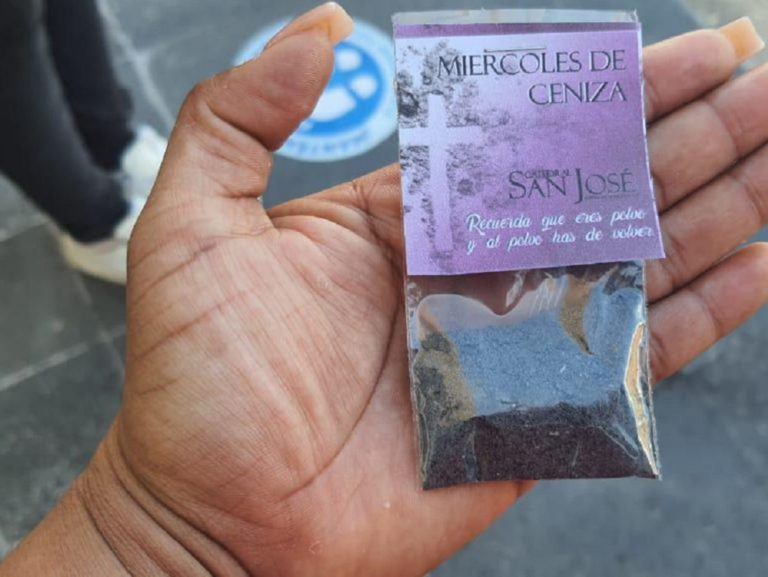 MIERCOLES DE
CENIZA
CATEDRAL
SAN JOSÉ
Recuerda que eres polvo
y al polvo has de volver